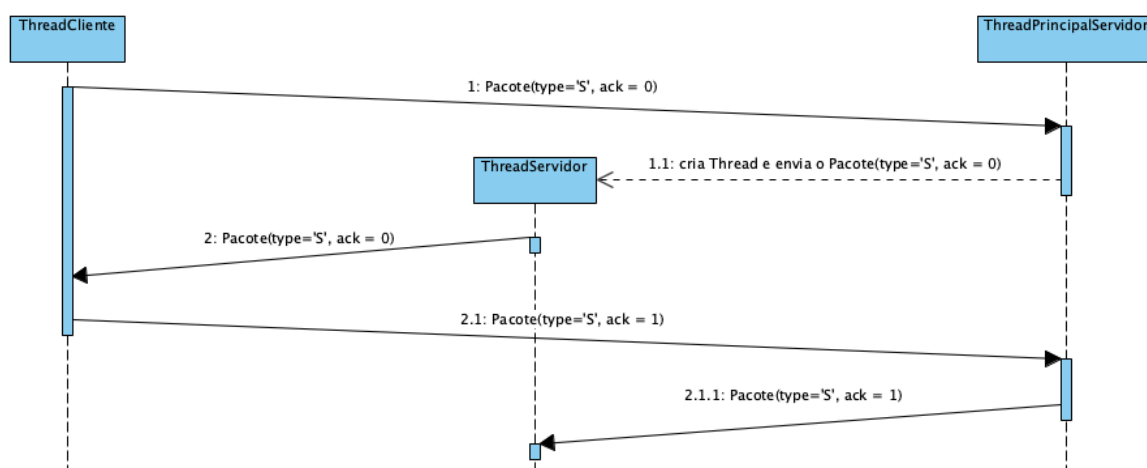 ThreadCliente
ThreadPrincipalServidor
1: Pacote(type='S', ack = 0)
ThreadServidor
1.1: cria Thread e envia o Pacote(type='S', ack = 0)
2: Pacote(type='S', ack = 0)
2.1: Pacote(type='S', ack = 1)
2.1.1: Pacote(type='S', ack = 1)